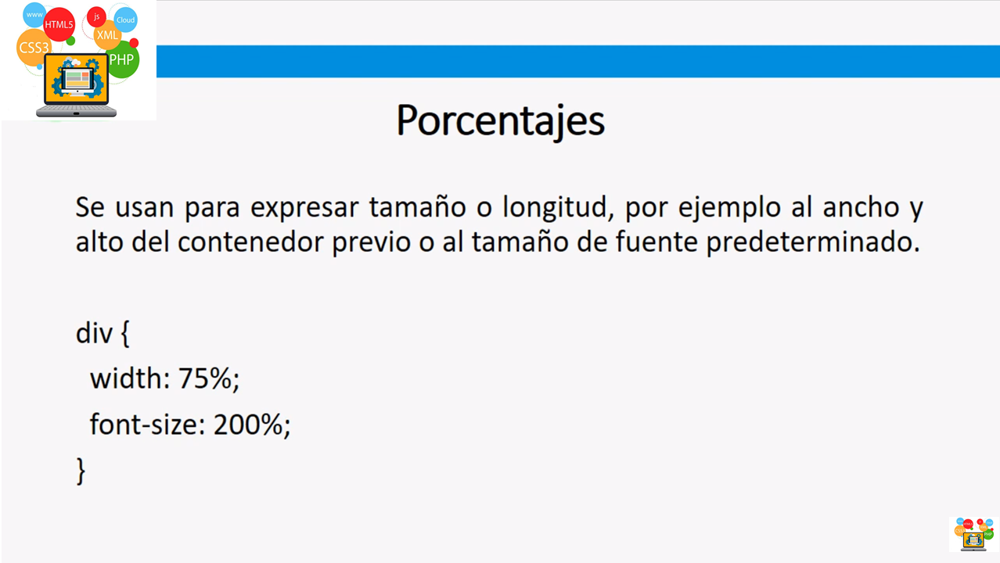 www
HTML5
js
Cloud
XML
CSS3
PHP
Porcentajes
Se usan para expresar tamaño o longitud, por ejemplo al ancho y
alto del contenedor previo o al tamaño de fuente predeterminado.
div {
width: 75%;
font-size: 200%;
}